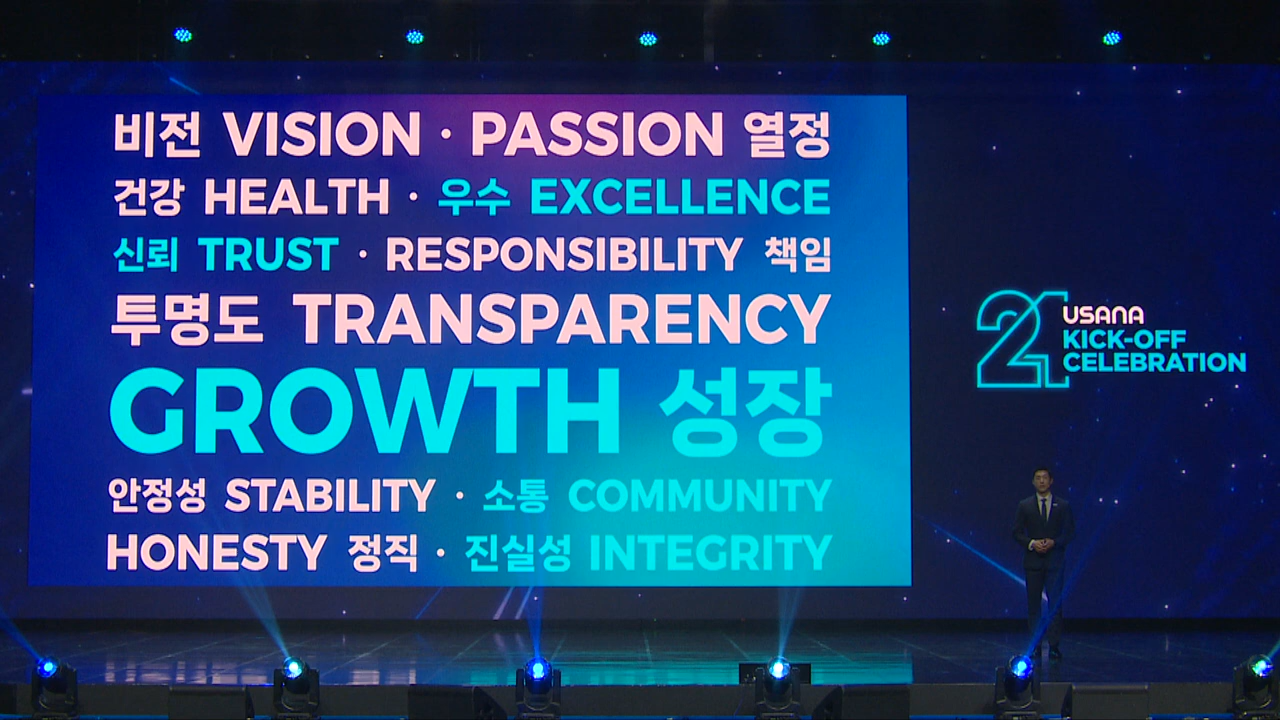 비전 VISION · PASSION 열정
건강 HEALTH · 우수 EXCELLENCE
신뢰 TRUST · RESPONSIBILITY 책임
투명도 TRANSPARENCY
GROWTH 성장
안정성 STABILITY · 소통 COMMUNITY
HONESTY 정직 · 진실성 INTEGRITY
21 USANA
KICK-OFF
CELEBRATION